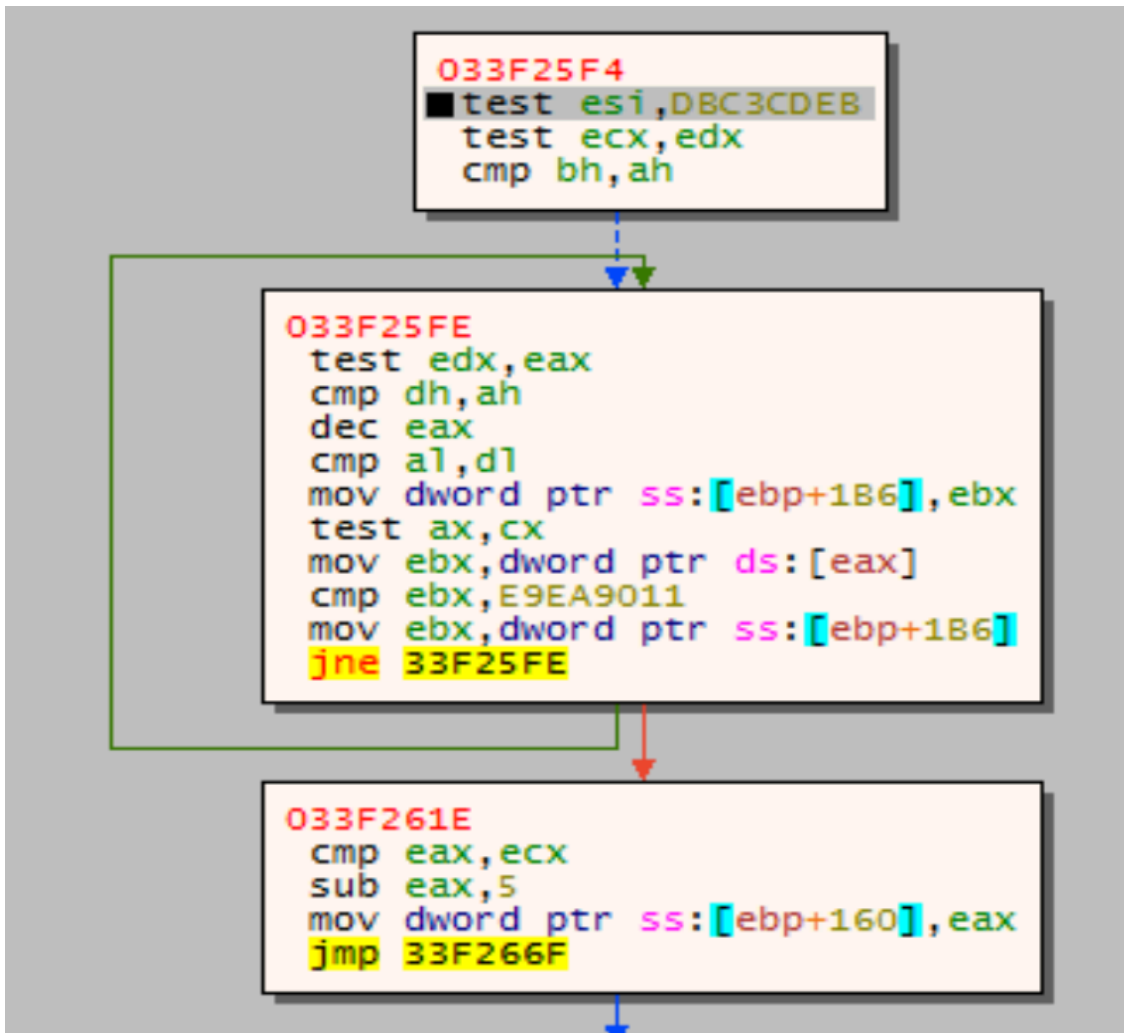 033F25F4
test esi,DBC3CDEB
test ecx,edx
cmp bh,ah
033F25FE
test edx,eax
cmp dh,ah
dec eax
cmp al,dl
mov dword ptr ss:[ebp+1B6],ebx
test ax,cx
mov ebx,dword ptr ds:[eax]
cmp ebx,E9EA9011
mov ebx,dword ptr ss:[ebp+1B6]
jne 33F25FE
033F261E
cmp eax,ecx
sub eax,5
mov dword ptr ss:[ebp+160],eax
jmp 33F266F